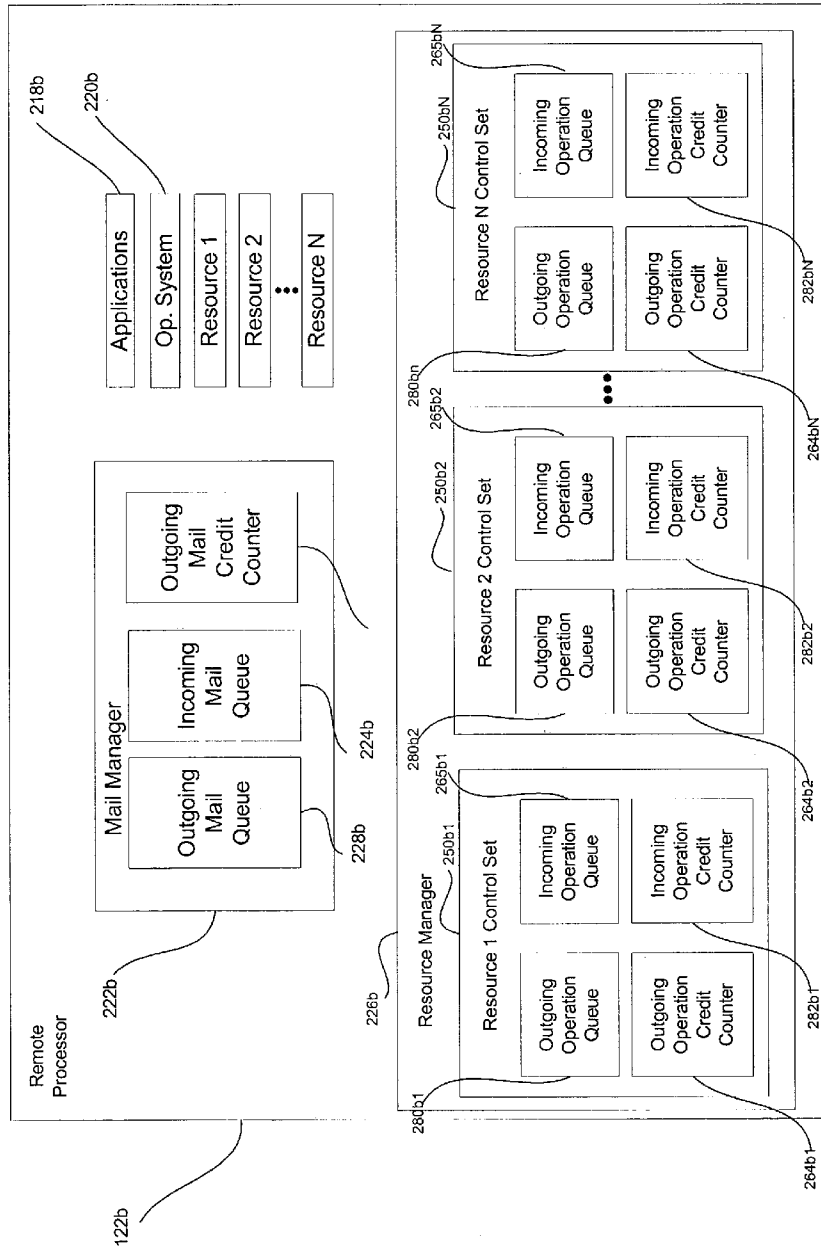 Remote
Processor
122b
Mail Manager
222b
Outgoing
Mail
Queue
228b
Incoming
Mail
Queue
224b
Outgoing
Mail
Credit
Counter
Applications
218b
Op. System
220b
Resource 1
Resource 2
Resource N
226b
Resource Manager
250b1
Resource 1 Control Set
280b1
Outgoing
Operation
Queue
265b1
Incoming
Operation
Queue
Outgoing
Operation
Credit
Counter
264b1
Incoming
Operation
Credit
Counter
282b1
250b2
Resource 2 Control Set
280b2
Outgoing
Operation
Queue
265b2
Incoming
Operation
Queue
Outgoing
Operation
Credit
Counter
264b2
Incoming
Operation
Credit
Counter
282b2
250bN
Resource N Control Set
280bn
Outgoing
Operation
Queue
265bN
Incoming
Operation
Queue
Outgoing
Operation
Credit
Counter
264bN
Incoming
Operation
Credit
Counter
282bN